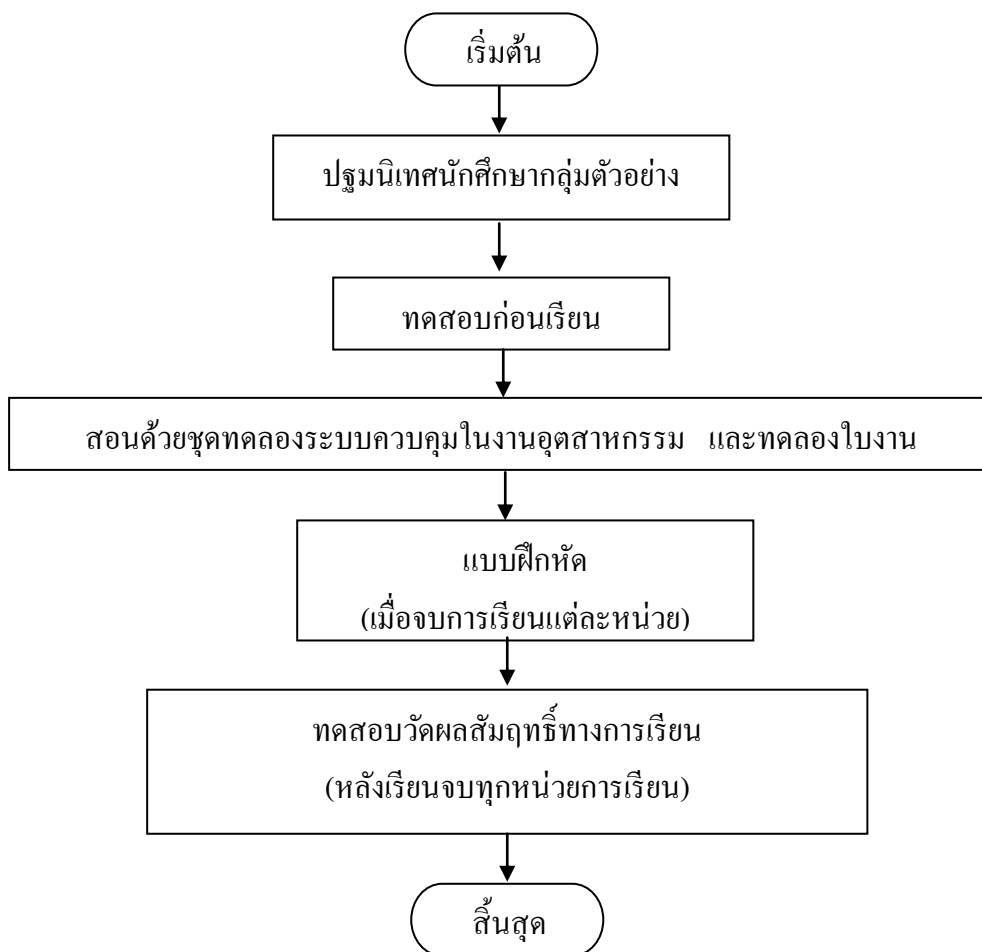 เริ่มต้น
ปฐมนิเทศนักศึกษากลุ่มตัวอย่าง
ทดสอบก่อนเรียน
สอนด้วยชุดทดลองระบบควบคุมในงานอุตสาหกรรม และทดลองใบงาน
แบบฝึกหัด
(เมื่อจบการเรียนแต่ละหน่วย)
ทดสอบวัดผลสัมฤทธิ์ทางการเรียน
(หลังเรียนจบทุกหน่วยการเรียน)
สิ้นสุด